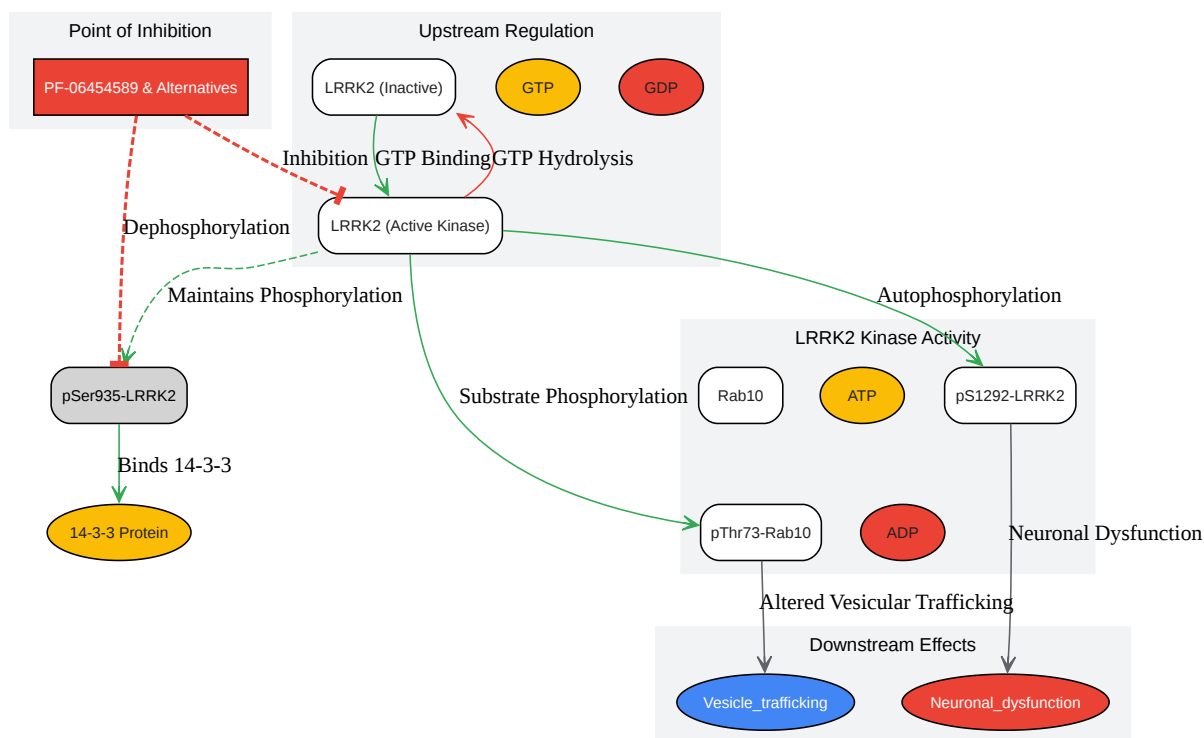 Point of Inhibition
Upstream Regulation
PF-06454589 & Alternatives
LRRK2 (Inactive)
GTP
GDP
Inhibition
GTP Binding
GTP Hydrolysis
LRRK2 (Active Kinase)
Dephosphorylation
Maintains Phosphorylation
Autophosphorylation
LRRK2 Kinase Activity
pSer935-LRRK2
Substrate Phosphorylation
Rab10
ATP
pS1292-LRRK2
Binds 14-3-3
14-3-3 Protein
pThr73-Rab10
ADP
Neuronal Dysfunction
Altered Vesicular Trafficking
Downstream Effects
Vesicle_trafficking
Neuronal_dysfunction